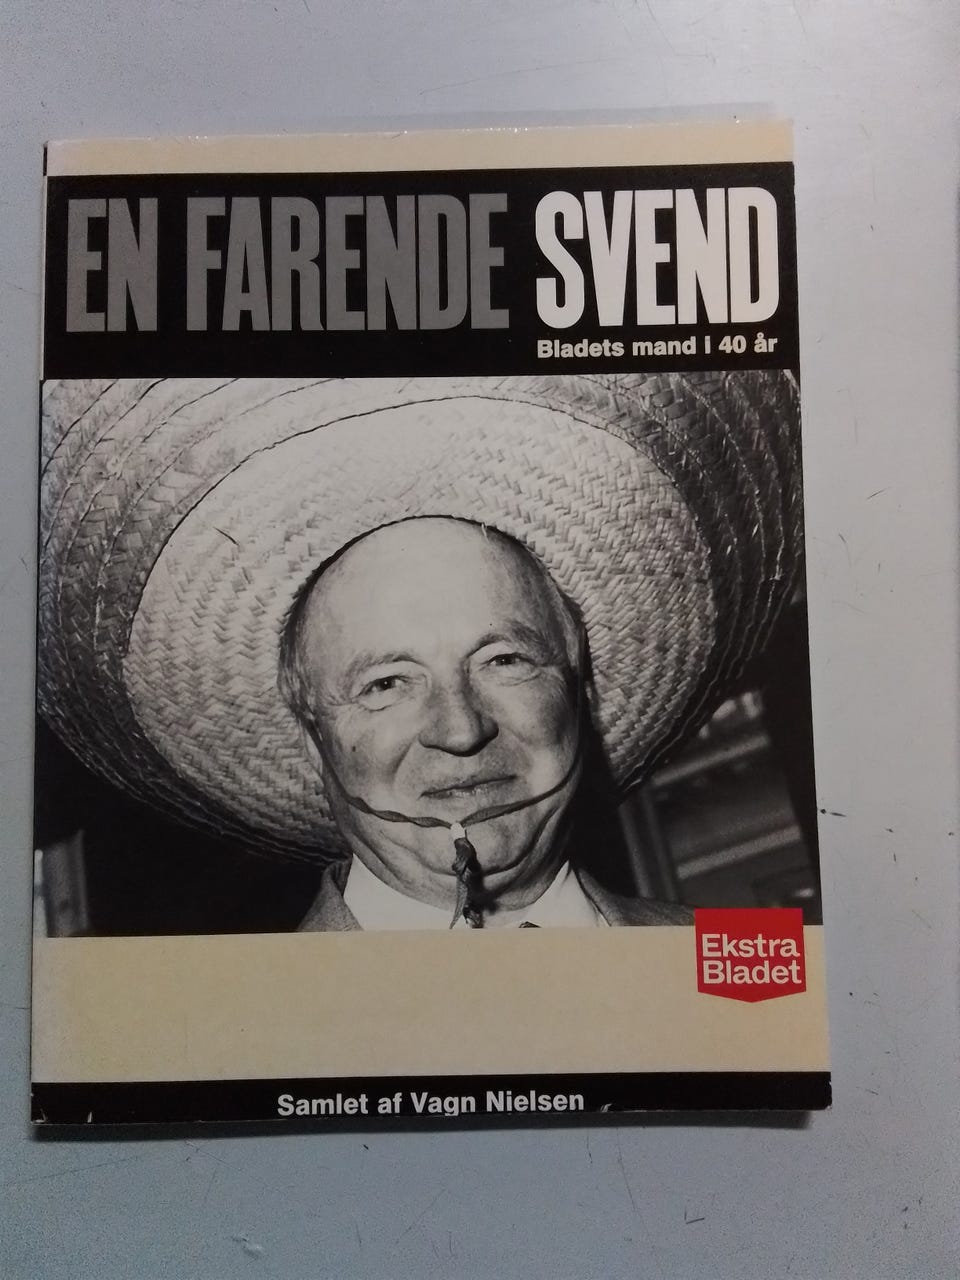 EN FARENDE SVEND
Bladets mand i 40 år
Ekstra
Bladet
Samlet af Vagn Nielsen